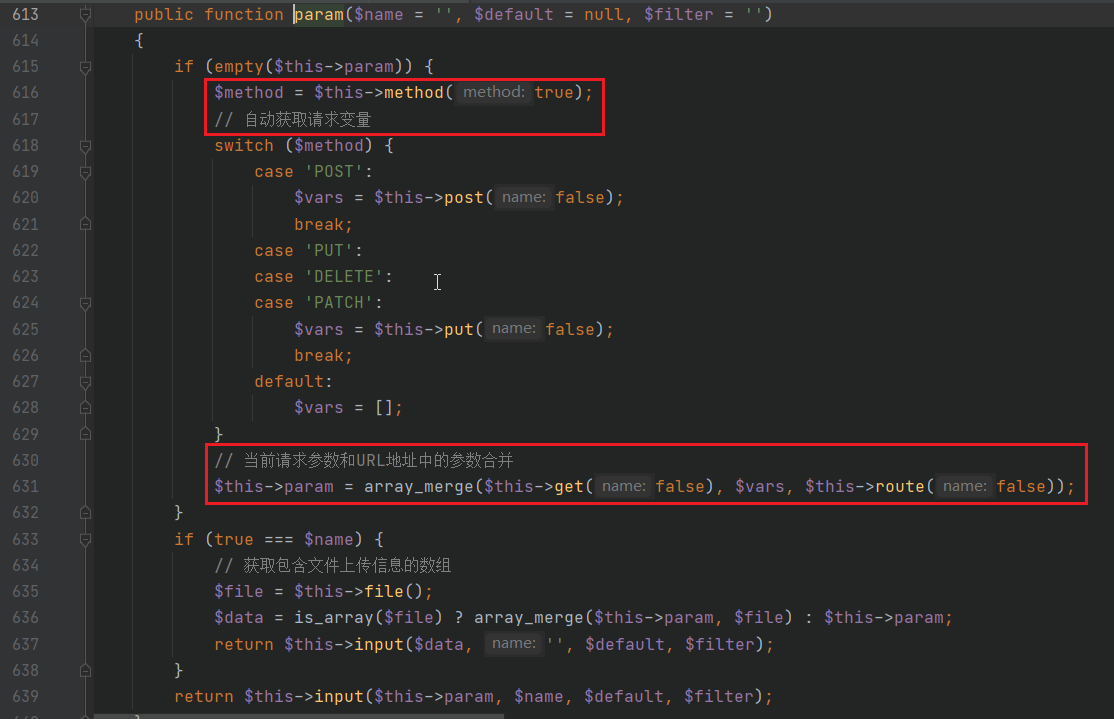 613 public function param($name = '', $default = null, $filter = '')
614 {
615 if (empty($this->param)) {
616 $method = $this->method( method: true);
617 // 自动获取请求变量
618 switch ($method) {
619 case 'POST':
620 $vars = $this->post( name: false);
621 break;
622 case 'PUT':
623 case 'DELETE':
624 case 'PATCH':
625 $vars = $this->put( name: false);
626 break;
627 default:
628 $vars = [];
629 }
630 // 当前请求参数和URL地址中的参数合并
631 $this->param = array_merge($this->get( name: false), $vars, $this->route( name: false));
632 }
633 if (true === $name) {
634 // 获取包含文件上传信息的数组
635 $file = $this->file();
636 $data = is_array($file) ? array_merge($this->param, $file) : $this->param;
637 return $this->input($data, name: '', $default, $filter);
638 }
639 return $this->input($this->param, $name, $default, $filter);